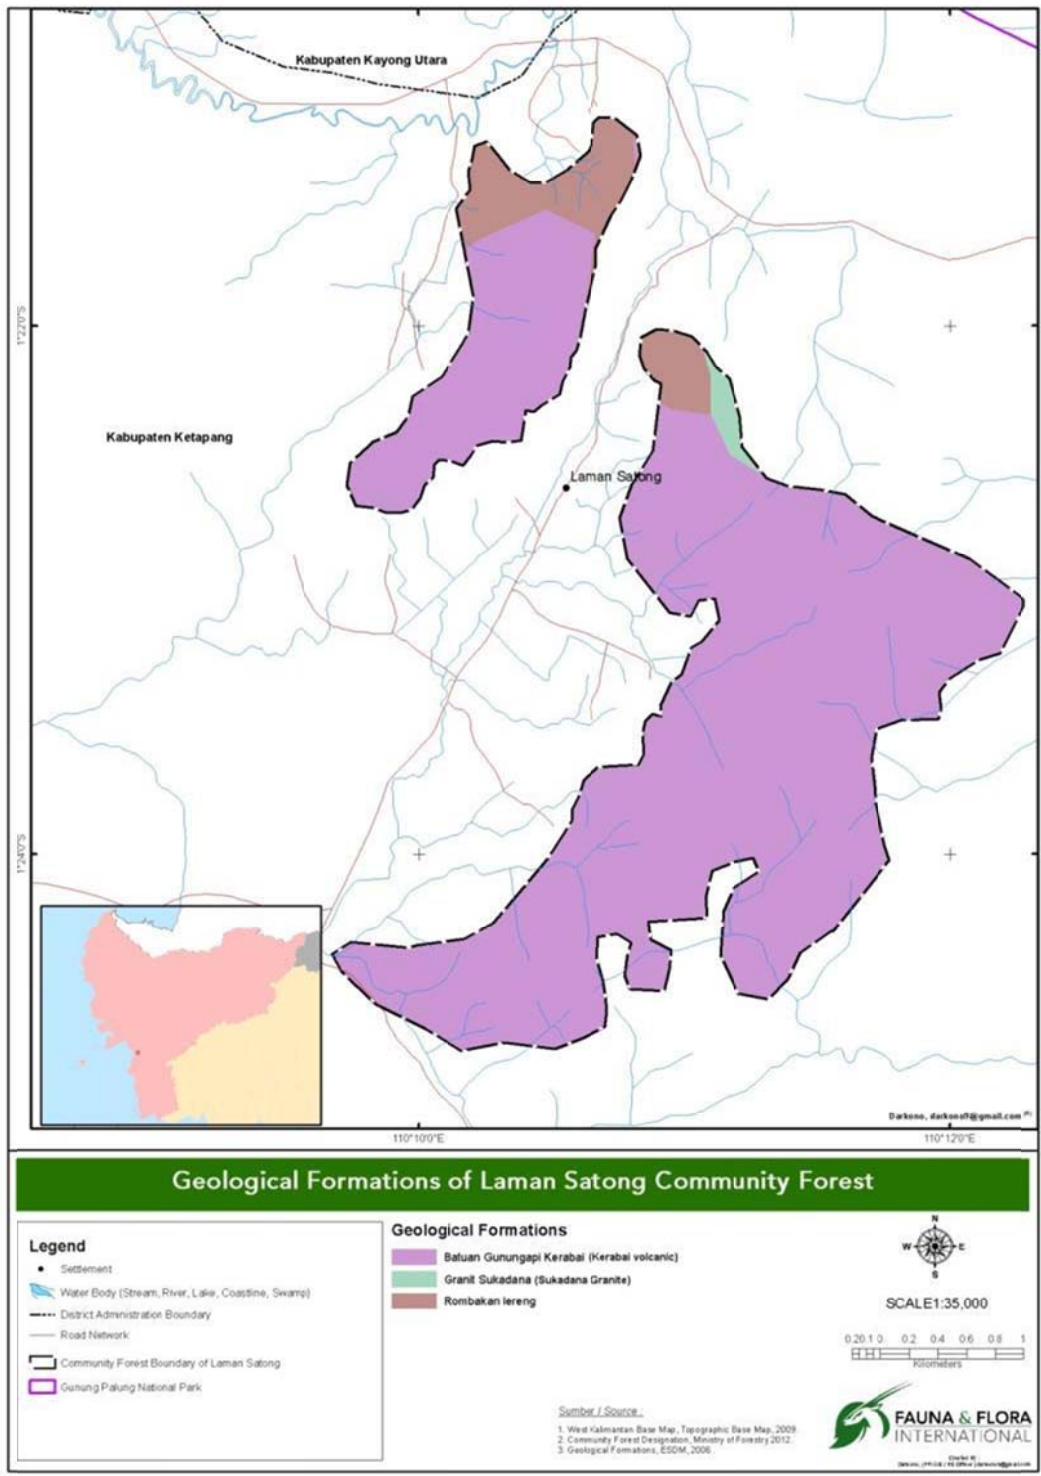 Kabupaten Kayong Utara
1°22'0"S
Kabupaten Ketapang
Laman Satong
1°24'0"S
Darkono, darkono9@gmail.com
110°10'0"E
110°12'0"E
Geological Formations of Laman Satong Community Forest
Legend
Settlement
Water Body (Stream, River, Lake, Coastline, Swamp)
District Administration Boundary
Road Network
Community Forest Boundary of Laman Satong
Gunung Palung National Park
Geological Formations
Batuan Gunungapi Kerabai (Kerabai volcanic)
Granit Sukadana (Sukadana Granite)
Rombakan lereng
N
W E
S
SCALE1:35,000
0.20.1 0 0.2 0.4 0.6 0.8 1
Kilometers
Sumber / Source :
1. West Kalimantan Base Map, Topographic Base Map, 2009
2. Community Forest Designation, Ministry of Forestry 2012.
3. Geological Formations, ESDM, 2006
FAUNA & FLORA
INTERNATIONAL